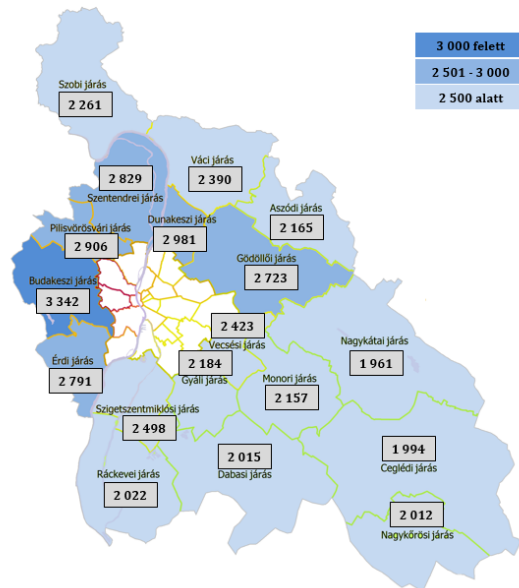 3 000 felett
2 501 - 3 000
2 500 alatt
Szobi járás
2 261
Váci járás
2 390
2 829
Szentendrei járás
Aszódi járás
2 165
Dunakeszi járás
2 981
Pilisvörösvári járás
2 906
Gödöllői járás
2 723
Budakeszi járás
3 342
2 423
Vecsési járás
Nagykátai járás
1 961
Érdi járás
2 791
2 184
Gyáli járás
Monori járás
2 157
Szigetszentmiklósi járás
2 498
1 994
Ceglédi járás
2 015
Dabasi járás
Ráckevei járás
2 022
2 012
Nagykőrösi járás